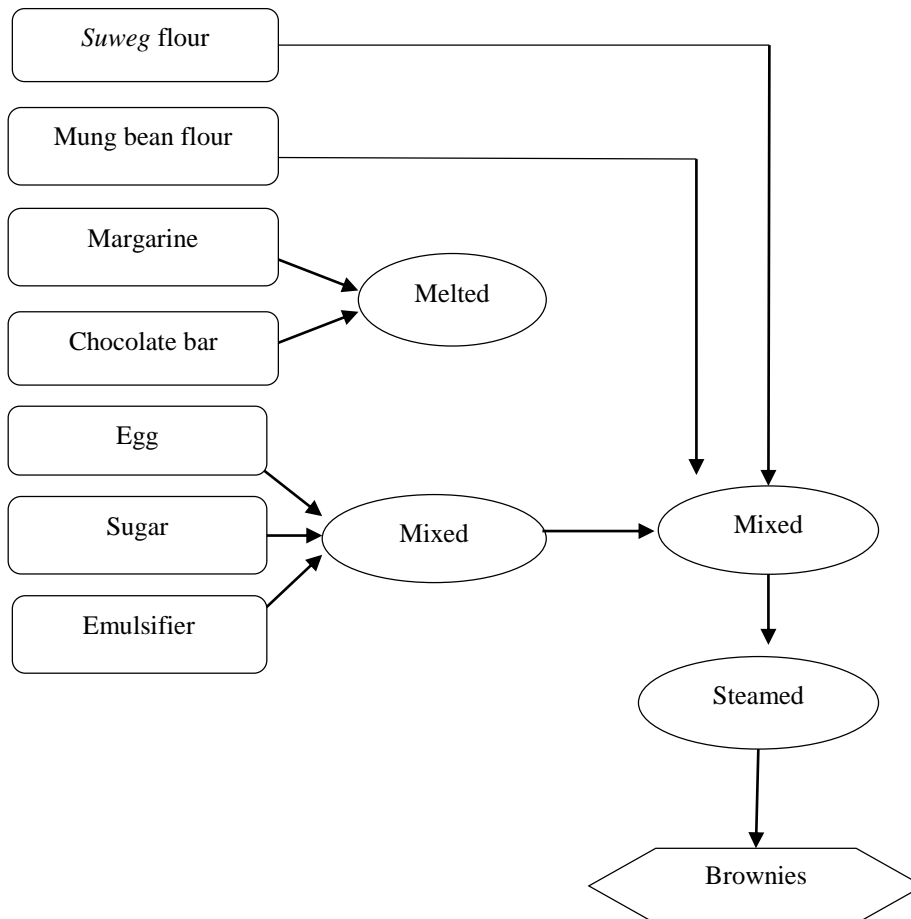 Suweg flour
Mung bean flour
Margarine
Melted
Chocolate bar
Egg
Sugar
Mixed
Mixed
Emulsifier
Steamed
Brownies